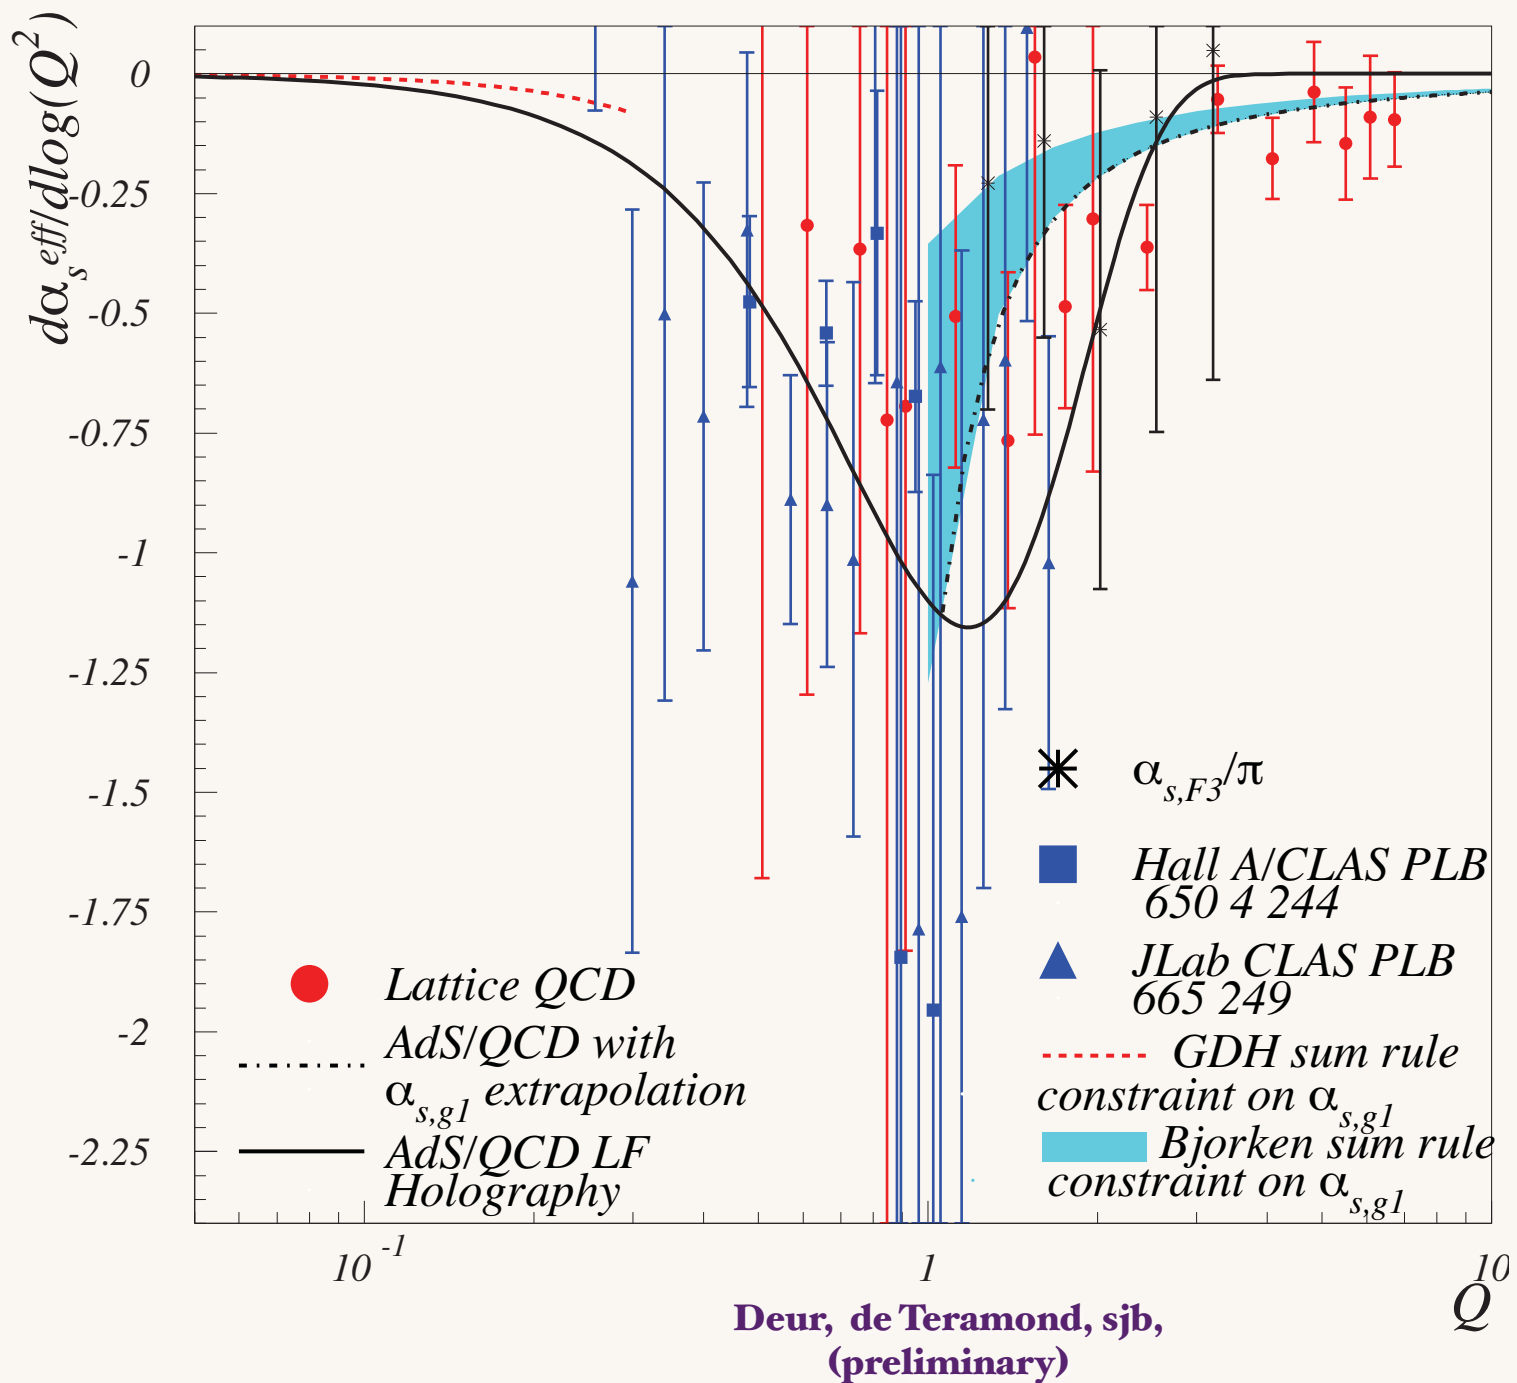 dα_s^eff/dlog(Q^2)
0
-0.25
-0.5
-0.75
-1
-1.25
-1.5
-1.75
-2
-2.25
α_s,F3/π
Hall A/CLAS PLB
650 4 244
JLab CLAS PLB
665 249
GDH sum rule
constraint on α_s,g1
Bjorken sum rule
constraint on α_s,g1
Lattice QCD
AdS/QCD with
α_s,g1 extrapolation
AdS/QCD LF
Holography
10^-1
1
10
Q
Deur, de Teramond, sjb,
(preliminary)